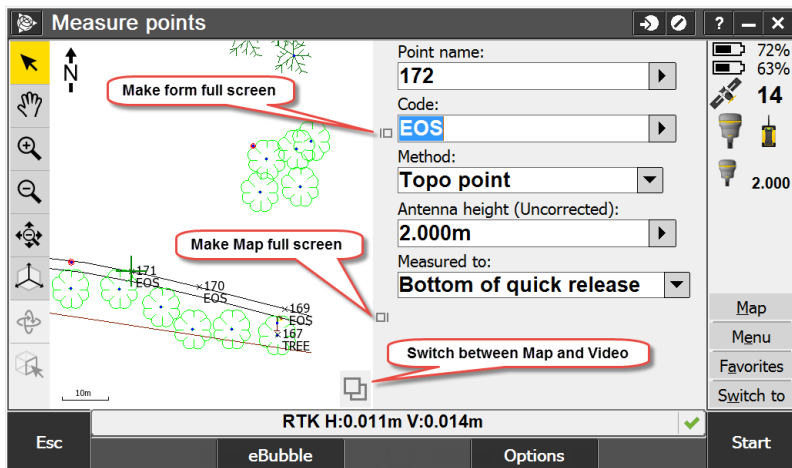 Measure points
?
N
Make form full screen
Make Map full screen
171
EOS
170
EOS
169
EOS
167
TREE
10m
Switch between Map and Video
Point name:
172
Code:
EOS
Method:
Topo point
Antenna height (Uncorrected):
2.000m
Measured to:
Bottom of quick release
72%
63%
14
2.000
Map
Menu
Favorites
Switch to
RTK H:0.011m V:0.014m
Esc
eBubble
Options
Start